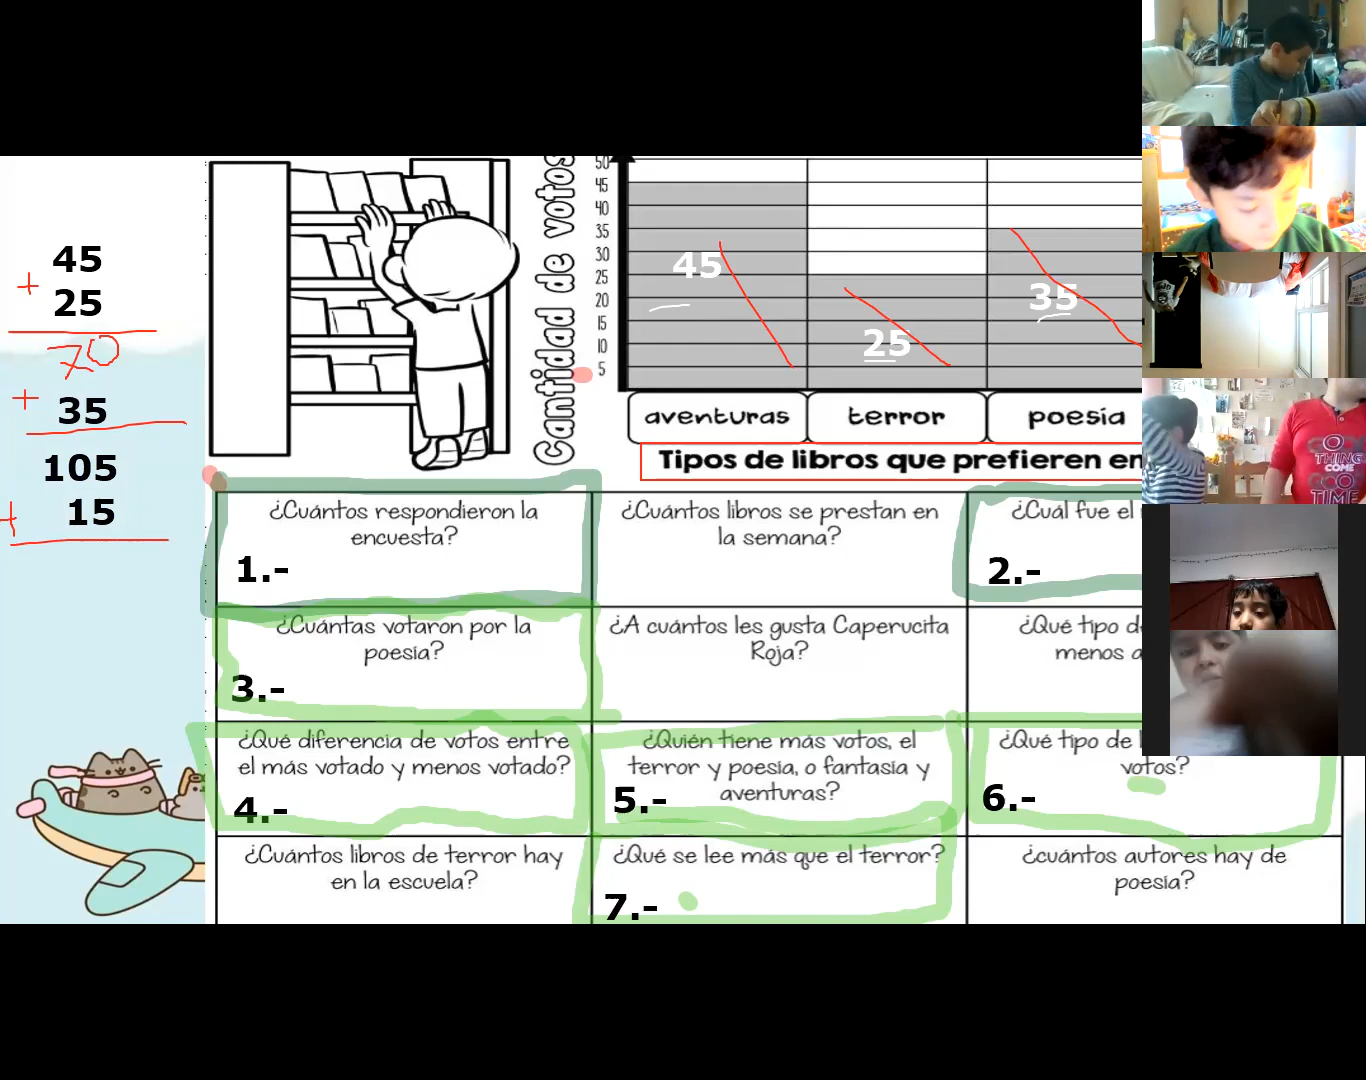 45
+
25
70
+
35
105
+
15
Cantidad de votos
50
45
40
35
30
25
20
15
10
5
45
25
35
aventuras
terror
poesía
Tipos de libros que prefieren en
¿Cuántos respondieron la
encuesta?
1.-
¿Cuántos libros se prestan en
la semana?
¿Cuál fue el
2.-
¿Cuántas votaron por la
poesía?
3.-
¿A cuántos les gusta Caperucita
Roja?
¿Qué tipo d
menos a
¿Qué diferencia de votos entre
el más votado y menos votado?
4.-
¿Quién tiene más votos, el
terror y poesía, o fantasía y
aventuras?
5.-
¿Qué tipo de l
votos?
6.-
¿Cuántos libros de terror hay
en la escuela?
¿Qué se lee más que el terror?
7.-
¿cuántos autores hay de
poesía?
THING
COME
TIME